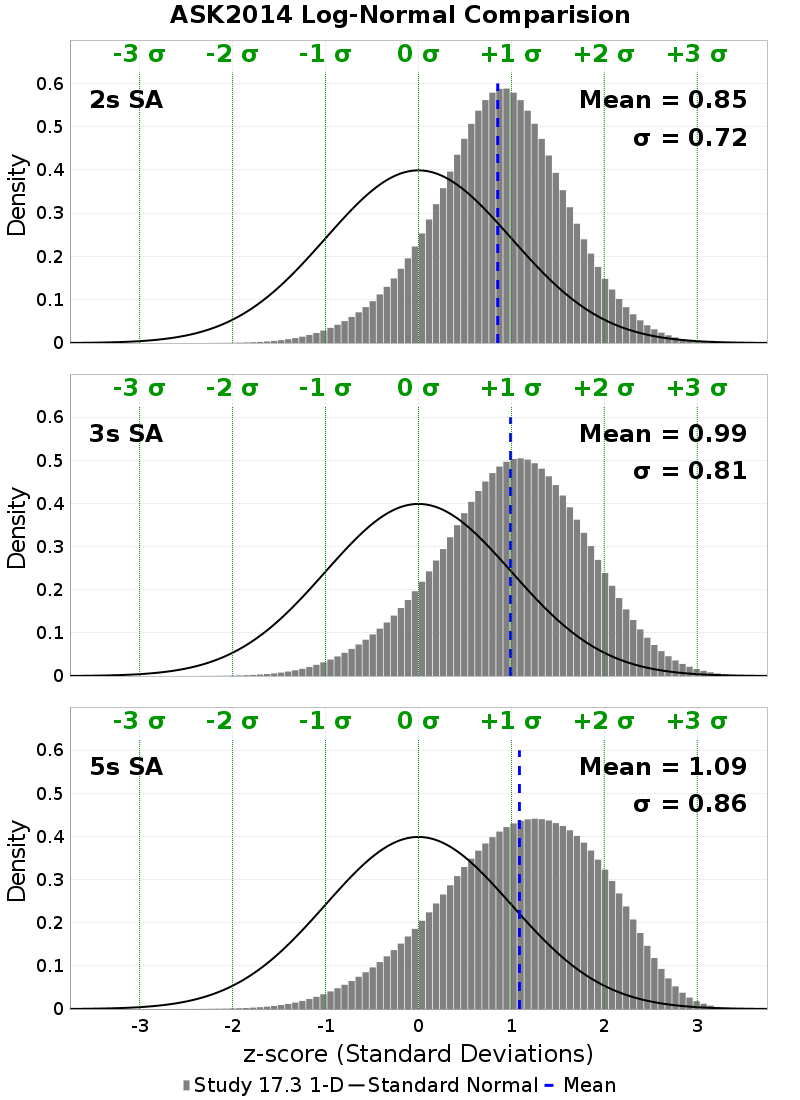 ASK2014 Log-Normal Comparision
-3 σ -2 σ -1 σ 0 σ +1 σ +2 σ +3 σ
0.6
2s SA
Mean = 0.85
0.5
σ = 0.72
0.4
0.3
0.2
0.1
0
Density
-3 σ -2 σ -1 σ 0 σ +1 σ +2 σ +3 σ
0.6
3s SA
Mean = 0.99
0.5
σ = 0.81
0.4
0.3
0.2
0.1
0
Density
-3 σ -2 σ -1 σ 0 σ +1 σ +2 σ +3 σ
0.6
5s SA
Mean = 1.09
0.5
σ = 0.86
0.4
0.3
0.2
0.1
0
Density
-3 -2 -1 0 1 2 3
z-score (Standard Deviations)
Study 17.3 1-D Standard Normal Mean